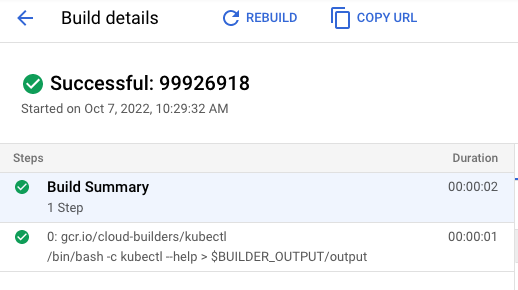 Build details
REBUILD
COPY URL
Successful: 99926918
Started on Oct 7, 2022, 10:29:32 AM
Steps
Duration
Build Summary
00:00:02
1 Step
0: gcr.io/cloud-builders/kubectl
00:00:01
/bin/bash -c kubectl --help > $BUILDER_OUTPUT/output